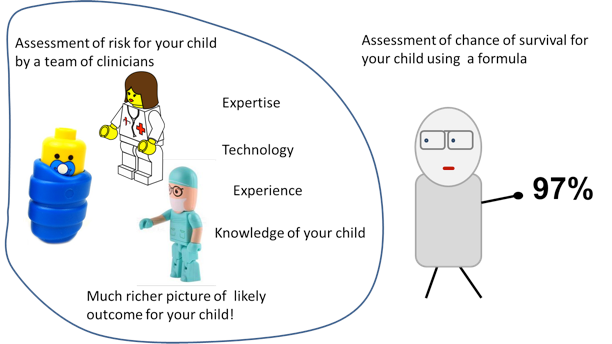 Assessment of risk for your child
by a team of clinicians
Expertise
Technology
Experience
Knowledge of your child
Much richer picture of likely
outcome for your child!
Assessment of chance of survival for
your child using a formula
97%